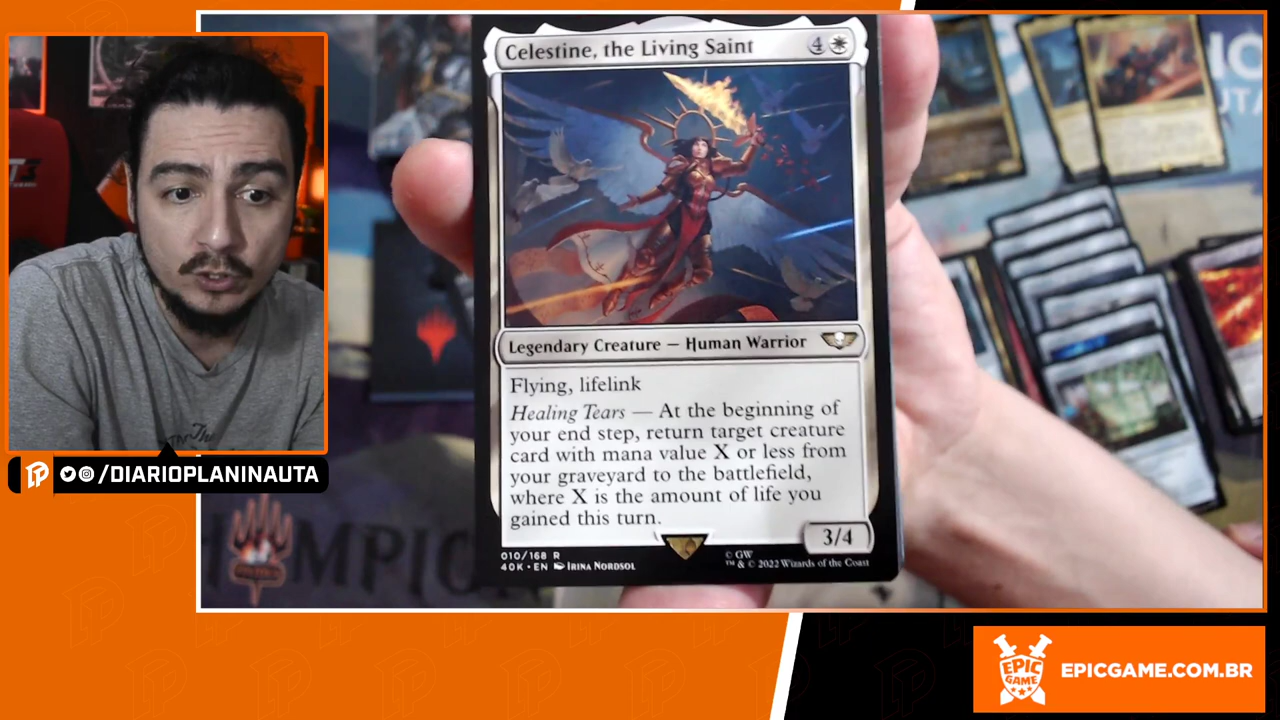 Celestine, the Living Saint 4
Legendary Creature — Human Warrior
Flying, lifelink
Healing Tears — At the beginning of
your end step, return target creature
card with mana value X or less from
your graveyard to the battlefield,
where X is the amount of life you
gained this turn.
3/4
010/168 R
40K • EN Irina Nordsol
© GW
™ & © 2022 Wizards of the Coast
/DIARIOPLANINAUTA
EPIC
GAME
EPICGAME.COM.BR